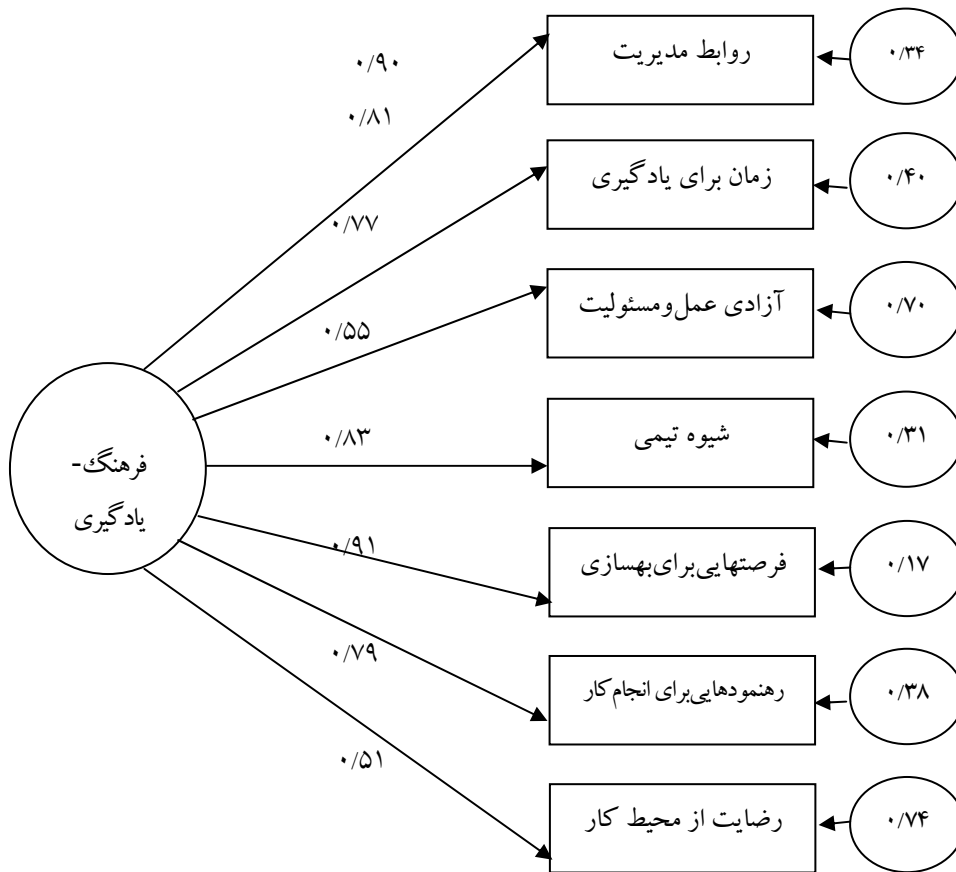 روابط مدیریت
۰/۳۴
۰/۹۰
۰/۸۱
زمان برای یادگیری
۰/۴۰
۰/۷۷
آزادی عمل‌ومسئولیت
۰/۷۰
۰/۵۵
شیوه تیمی
۰/۳۱
۰/۸۳
فرهنگ-
یادگیری
فرصتهایی‌برای‌بهسازی
۰/۱۷
۰/۹۱
رهنمودهایی‌برای انجام‌کار
۰/۳۸
۰/۷۹
رضایت از محیط کار
۰/۷۴
۰/۵۱